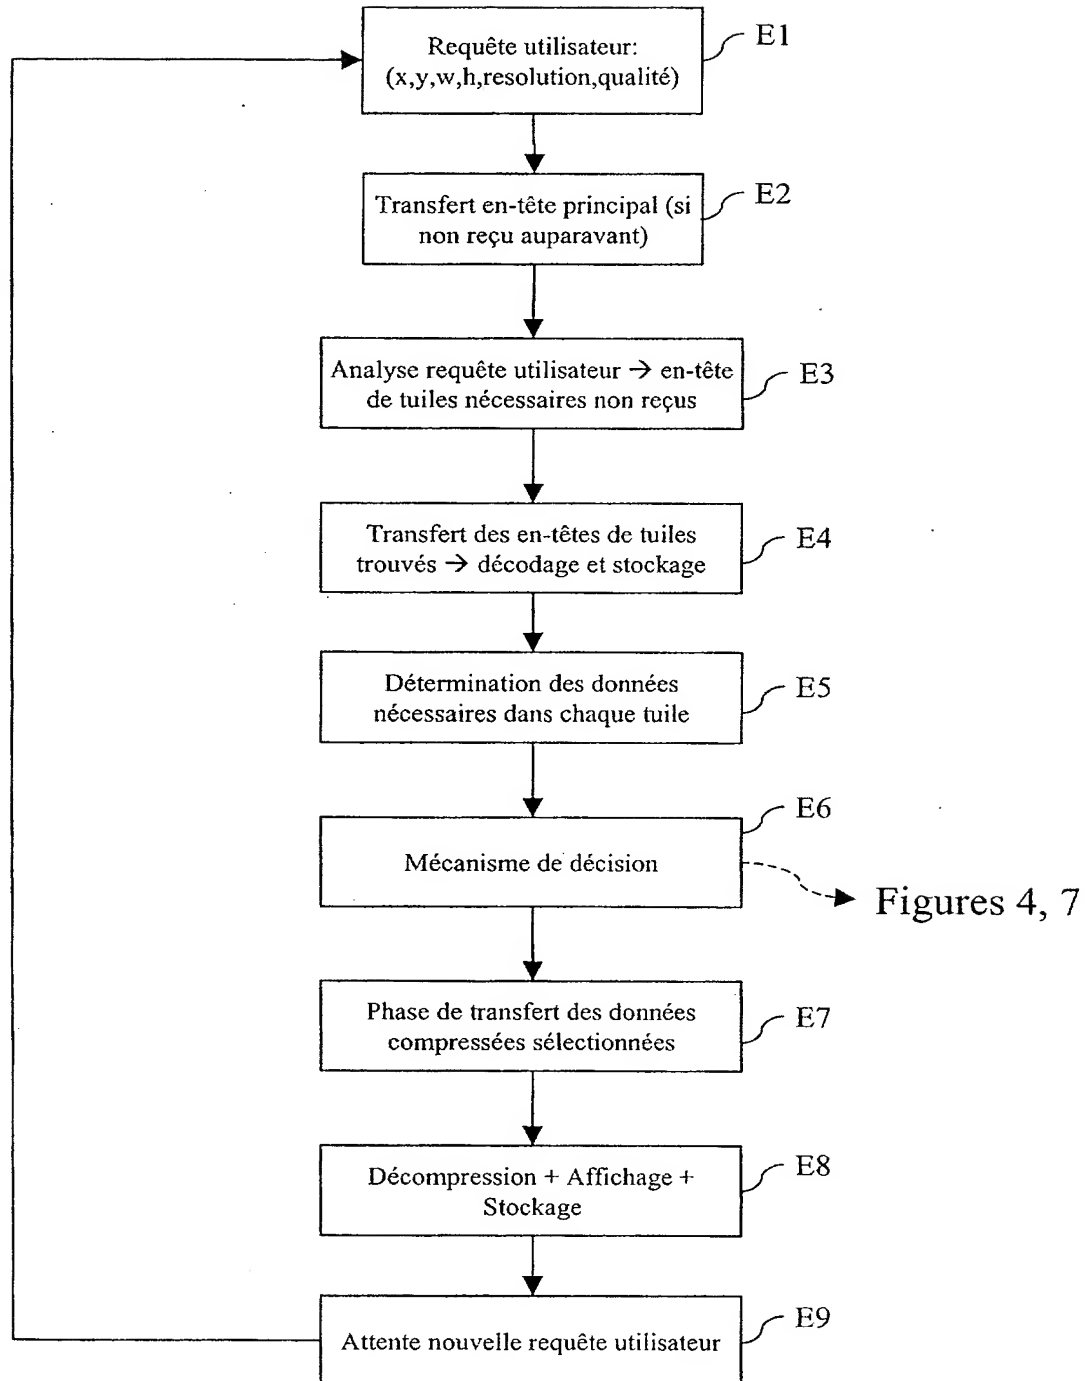 Requête utilisateur:
(x,y,w,h,resolution,qualité)
E1
Transfert en-tête principal (si
non reçu auparavant)
E2
Analyse requête utilisateur → en-tête
de tuiles nécessaires non reçus
E3
Transfert des en-têtes de tuiles
trouvés → décodage et stockage
E4
Détermination des données
nécessaires dans chaque tuile
E5
Mécanisme de décision
E6
Figures 4, 7
Phase de transfert des données
compressées sélectionnées
E7
Décompression + Affichage +
Stockage
E8
Attente nouvelle requête utilisateur
E9